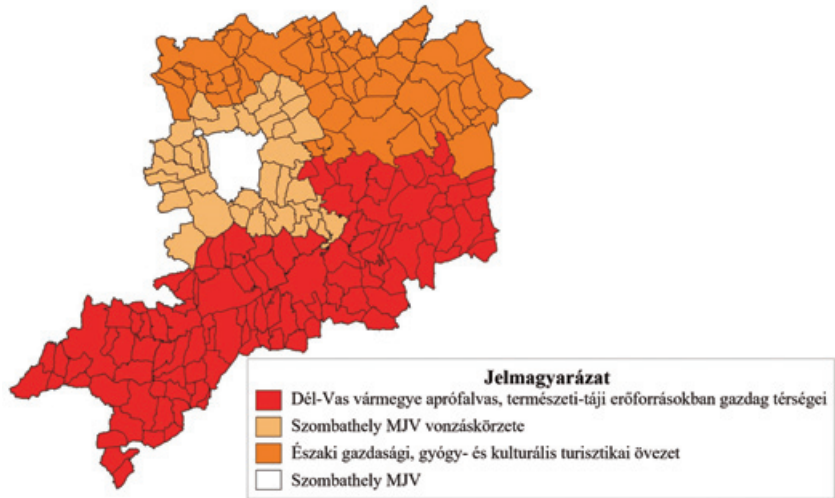 Jelmagyarázat
Dél-Vas vármegye aprófalvas, természeti-táji erőforrásokban gazdag térségei
Szombathely MJV vonzáskörzete
Északi gazdasági, gyógy- és kulturális turisztikai övezet
Szombathely MJV